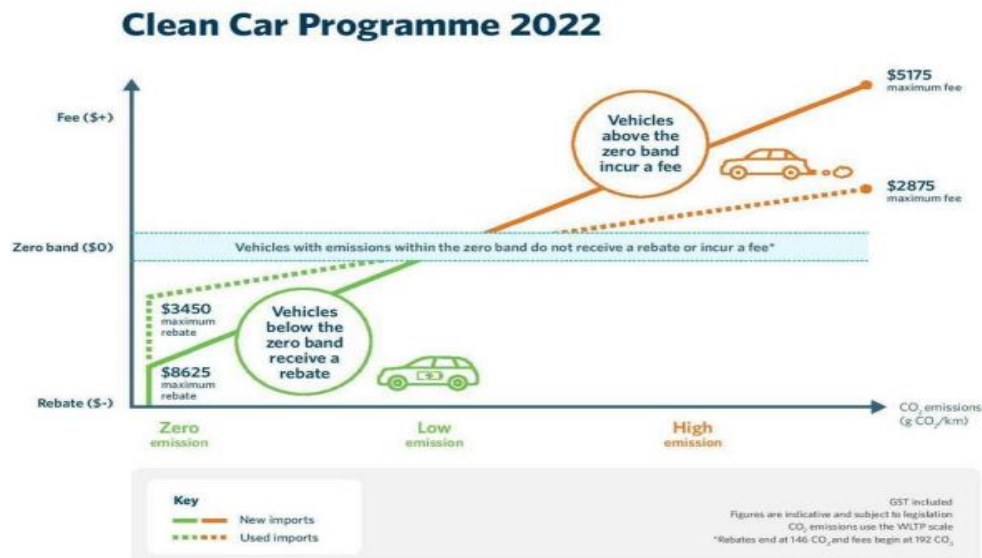 Clean Car Programme 2022
$5175
maximum fee
Fee ($+)
Vehicles
above the
zero band
incur a fee
$2875
maximum fee
Zero band ($0)
Vehicles with emissions within the zero band do not receive a rebate or incur a fee*
$3450
maximum
rebate
Vehicles
below the
zero band
receive a
rebate
$8625
maximum
rebate
Rebate ($-)
CO₂ emissions
(g CO₂/km)
Zero
emission
Low
emission
High
emission
Key
New imports
Used imports
GST included
Figures are indicative and subject to legislation
CO₂ emissions use the WLTP scale
*Rebates end at 146 CO₂ and fees begin at 192 CO₂